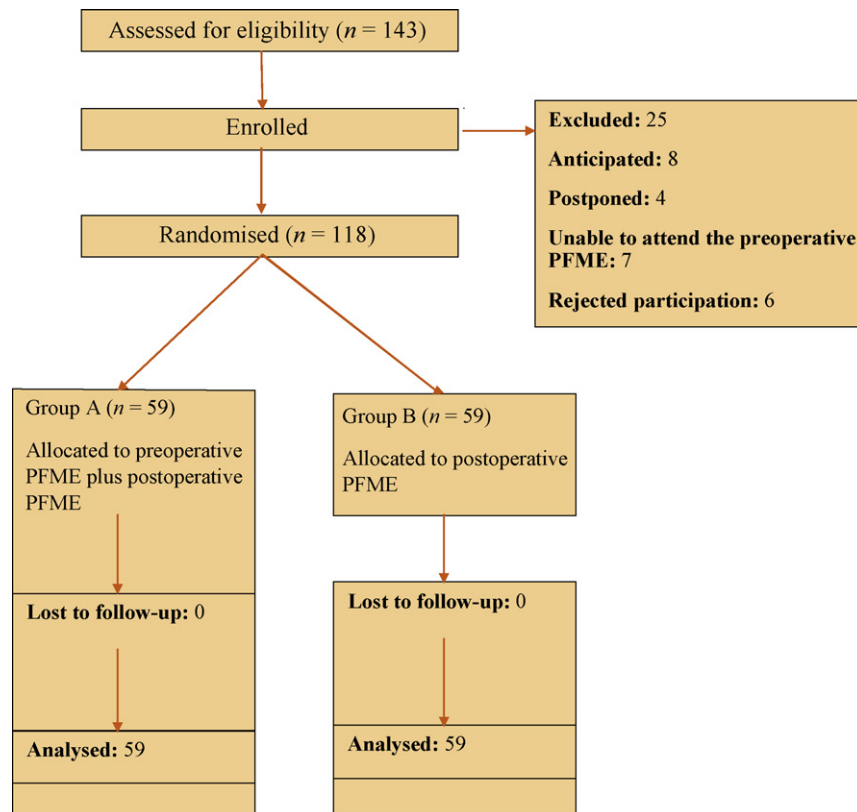 Assessed for eligibility (n = 143)
Enrolled
Excluded: 25
Anticipated: 8
Postponed: 4
Unable to attend the preoperative
PFME: 7
Rejected participation: 6
Randomised (n = 118)
Group A (n = 59)
Allocated to preoperative
PFME plus postoperative
PFME
Lost to follow-up: 0
Analysed: 59
Group B (n = 59)
Allocated to postoperative
PFME
Lost to follow-up: 0
Analysed: 59